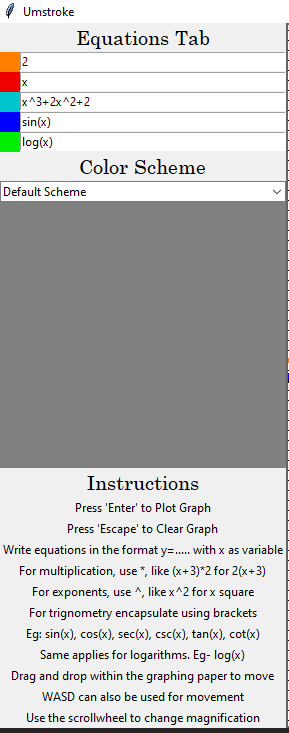 Umstroke
Equations Tab
2
x
x^3+2x^2+2
sin(x)
log(x)
Color Scheme
Default Scheme
Instructions
Press 'Enter' to Plot Graph
Press 'Escape' to Clear Graph
Write equations in the format y=..... with x as variable
For multiplication, use *, like (x+3)*2 for 2(x+3)
For exponents, use ^, like x^2 for x square
For trignometry encapsulate using brackets
Eg: sin(x), cos(x), sec(x), csc(x), tan(x), cot(x)
Same applies for logarithms. Eg- log(x)
Drag and drop within the graphing paper to move
WASD can also be used for movement
Use the scrollwheel to change magnification